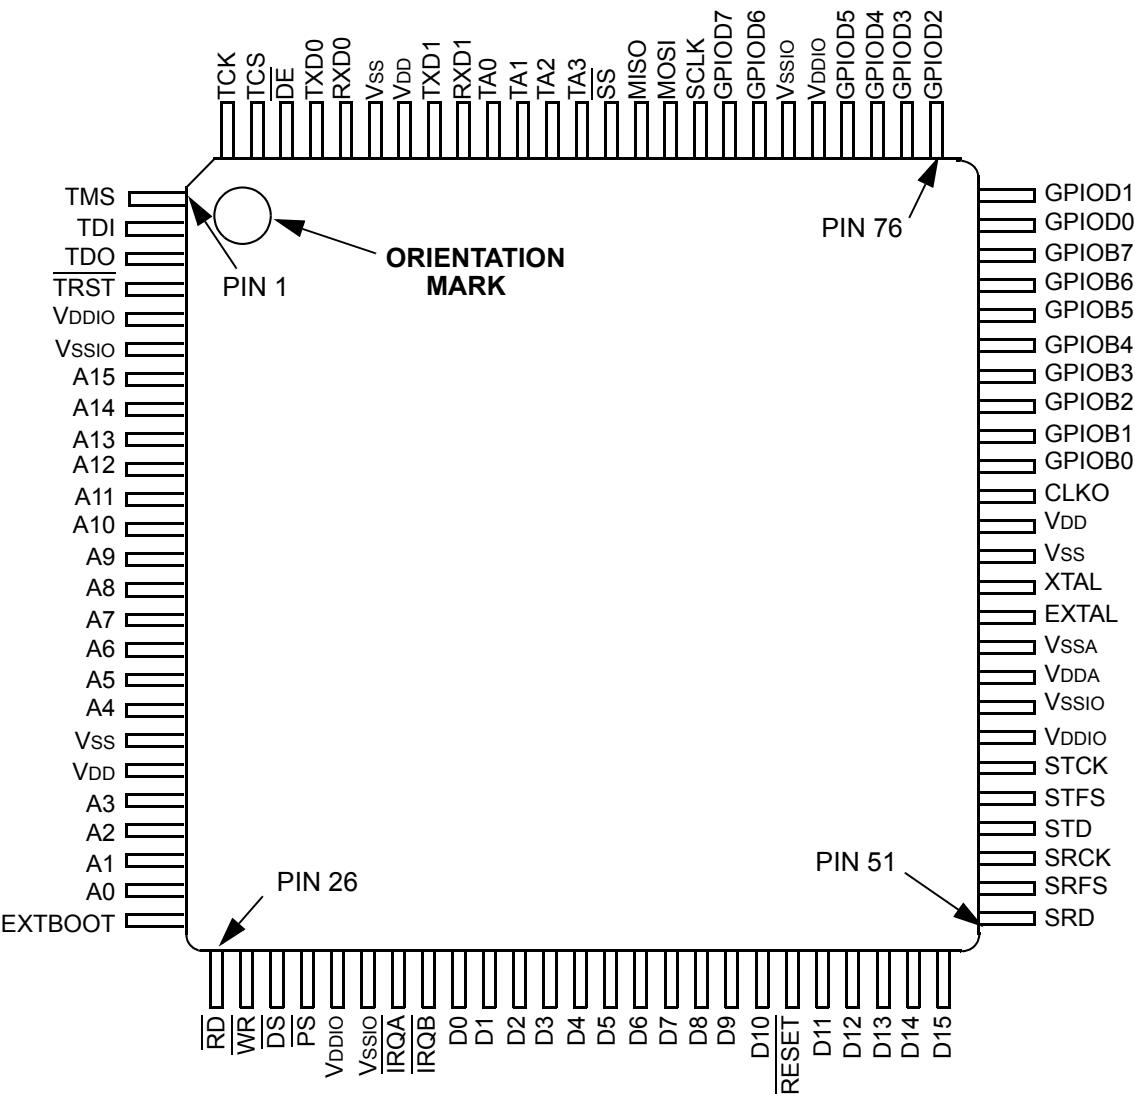 TCK
TCS
DE
TXD0
RXD0
VSS
VDD
TXD1
RXD1
TA0
TA1
TA2
TA3
SS
MISO
MOSI
SCLK
GPIOD7
GPIOD6
VSSIO
VDDIO
GPIOD5
GPIOD4
GPIOD3
GPIOD2
TMS
TDI
TDO
TRST
VDDIO
VSSIO
A15
A14
A13
A12
A11
A10
A9
A8
A7
A6
A5
A4
VSS
VDD
A3
A2
A1
A0
EXTBOOT
PIN 1
ORIENTATION
MARK
PIN 76
PIN 26
PIN 51
GPIOD1
GPIOD0
GPIOB7
GPIOB6
GPIOB5
GPIOB4
GPIOB3
GPIOB2
GPIOB1
GPIOB0
CLKO
VDD
VSS
XTAL
EXTAL
VSSA
VDDA
VSSIO
VDDIO
STCK
STFS
STD
SRCK
SRFS
SRD
RD
WR
DS
PS
VDDIO
VSSIO
IRQA
IRQB
D0
D1
D2
D3
D4
D5
D6
D7
D8
D9
D10
RESET
D11
D12
D13
D14
D15